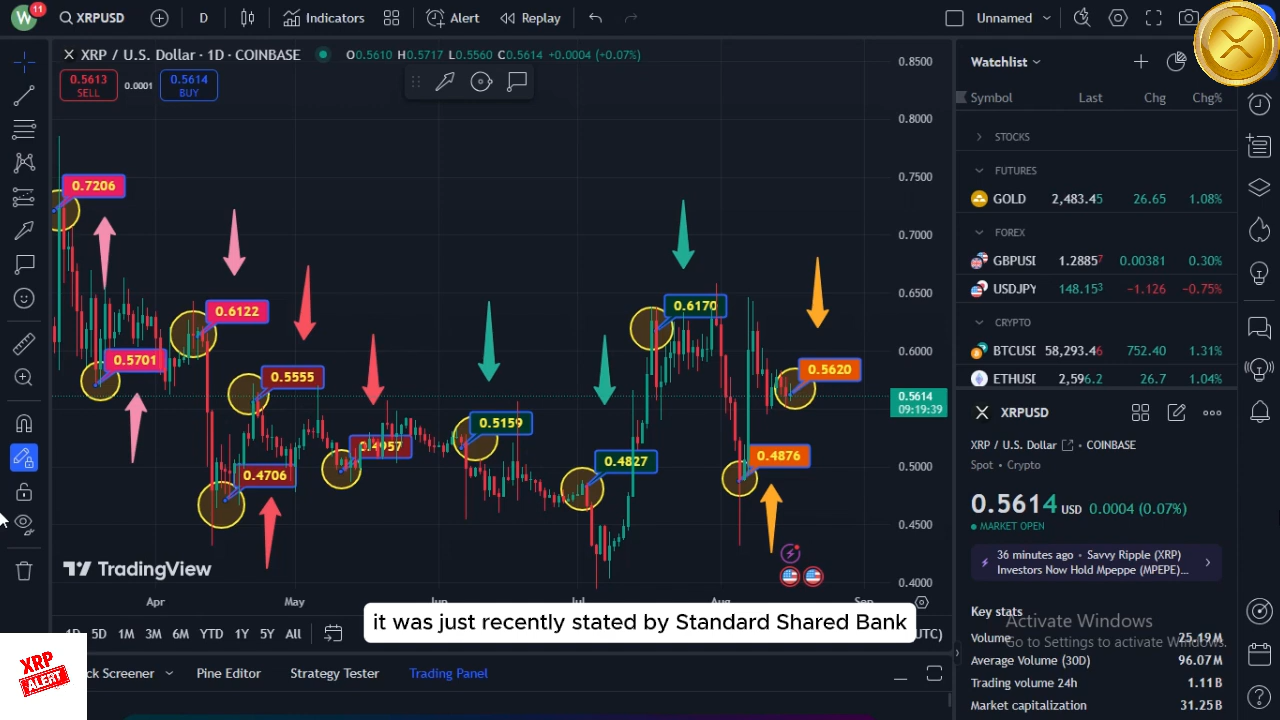 W 11 XRPUSD D Indicators Alert Replay Unnamed
XRP / U.S. Dollar · 1D · COINBASE O0.5610 H0.5717 L0.5560 C0.5614 +0.0004 (+0.07%)
0.5613 SELL 0.0001 0.5614 BUY
0.8500
0.8000
0.7500
0.7000
0.6500
0.6000
0.5614
09:19:39
0.5000
0.4500
0.4000
0.7206
0.5701
0.6122
0.5555
0.4706
0.4957
0.5159
0.4827
0.6170
0.4876
0.5620
TradingView
Apr May Jun Jul Aug Sep
1D 5D 1M 3M 6M YTD 1Y 5Y All UTC)
it was just recently stated by Standard Shared Bank
ck Screener Pine Editor Strategy Tester Trading Panel
XRP
ALERT
Watchlist
Symbol Last Chg Chg%
STOCKS
FUTURES
GOLD 2,483.45 26.65 1.08%
FOREX
GBPUSI 1.28857 0.00381 0.30%
USDJPY 148.153 -1.126 -0.75%
CRYPTO
BTCUSI 58,293.46 752.40 1.31%
ETHUSI 2,596.2 26.7 1.04%
XRPUSD
XRP / U.S. Dollar COINBASE
Spot • Crypto
0.5614 USD 0.0004 (0.07%)
MARKET OPEN
36 minutes ago • Savvy Ripple (XRP)
Investors Now Hold Mpeppe (MPEPE)...
Key stats
Activate Windows
Volume 25.19M
Go to Settings to activate Windows.
Average Volume (30D) 96.07M
Trading volume 24h 1.11B
Market capitalization 31.25B